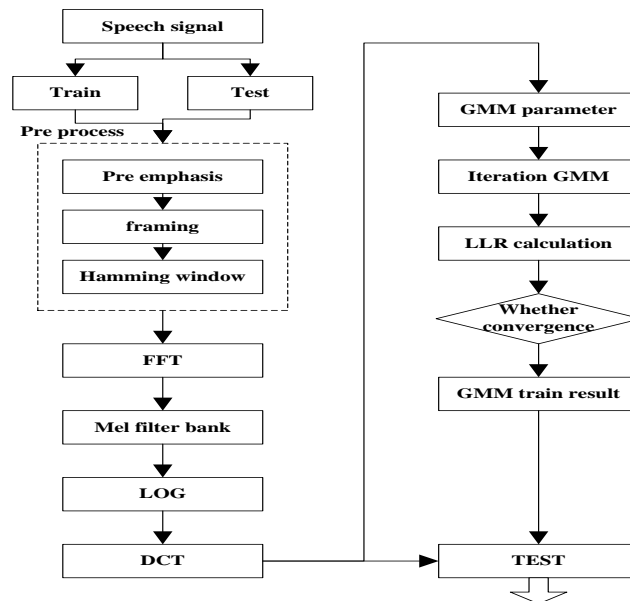 Speech signal
Train
Test
Pre process
Pre emphasis
framing
Hamming window
FFT
Mel filter bank
LOG
DCT
GMM parameter
Iteration GMM
LLR calculation
Whether
convergence
GMM train result
TEST